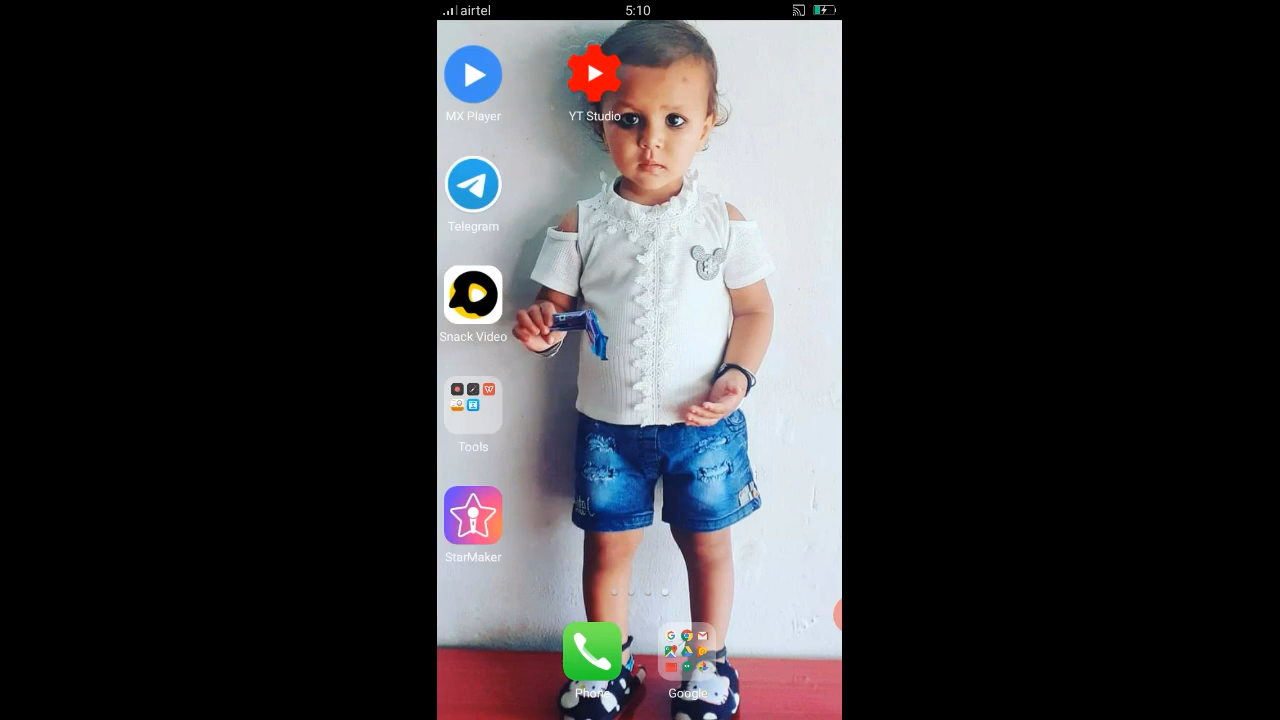 airtel 5:10
MX Player
YT Studio
Telegram
Snack Video
Tools
StarMaker
Phone
Google